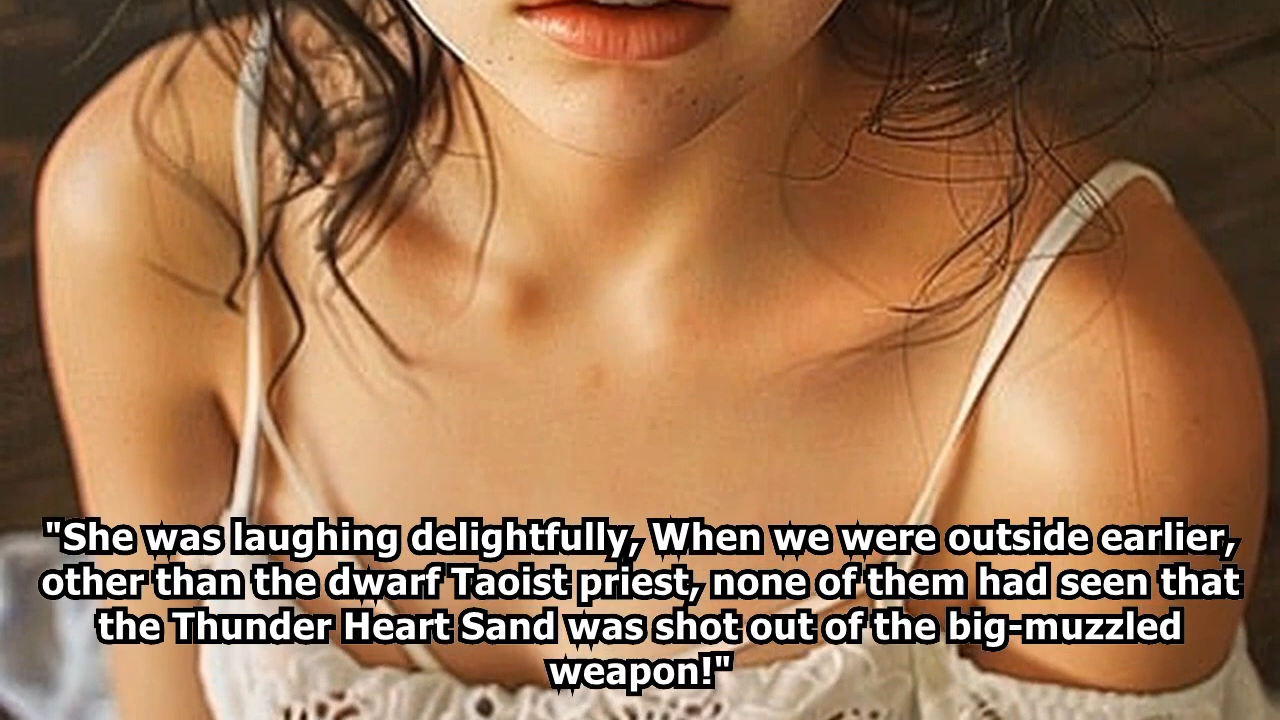 "She was laughing delightfully, When we were outside earlier,
other than the dwarf Taoist priest, none of them had seen that
the Thunder Heart Sand was shot out of the big-muzzled
weapon!"